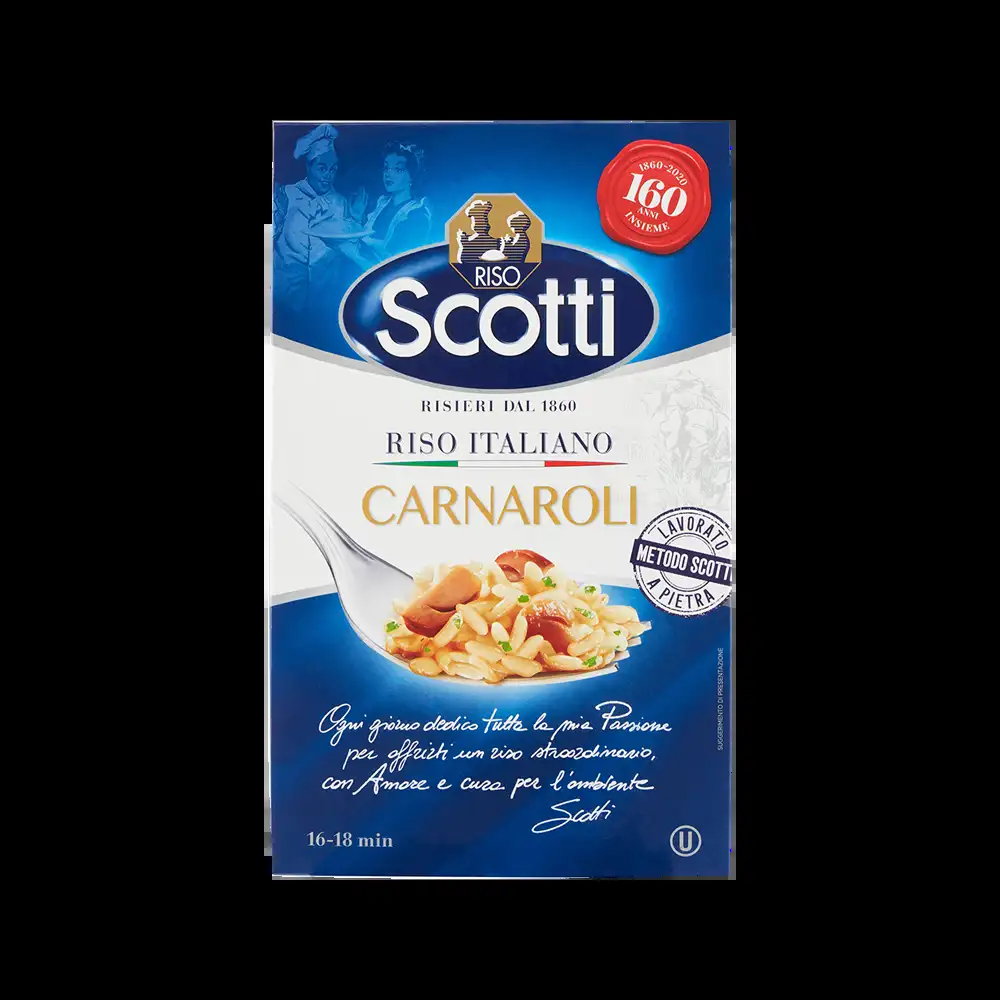 1860-2020
160
ANNI
INSIEME
RISO
Scotti
RISIERI DAL 1860
RISO ITALIANO
CARNAROLI
LAVORATO
METODO SCOTTI
A PIETRA
SUGGERIMENTO DI PRESENTAZIONE
Ogni giorno dedico tutta la mia Passione
per offrirti un riso straordinario,
con Amore e cura per l'ambiente
Scotti
16-18 min
U